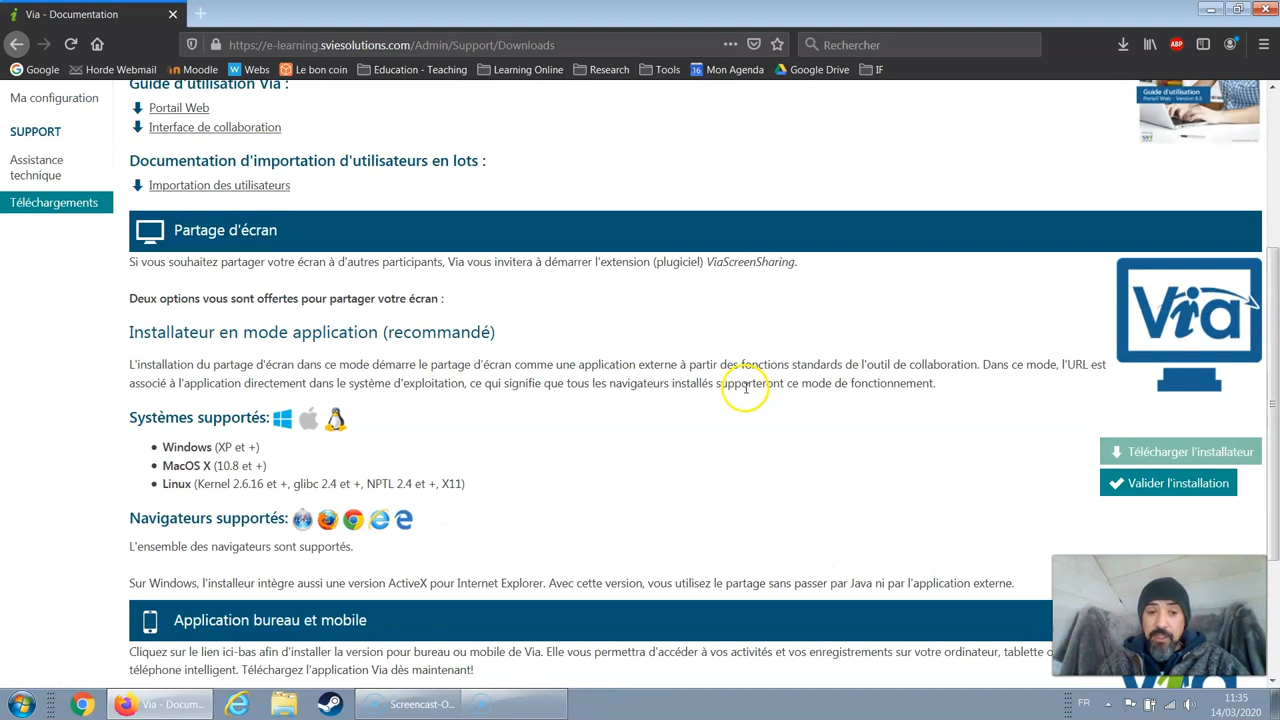 Via - Documentation
https://e-learning.sviesolutions.com/Admin/Support/Downloads
Rechercher
ABP
Google
Horde Webmail
Moodle
Webs
Le bon coin
Education - Teaching
Learning Online
Research
Tools
16 Mon Agenda
Google Drive
IF
Ma configuration
SUPPORT
Assistance
technique
Téléchargements
Guide d'utilisation Via :
Portail Web
Interface de collaboration
Documentation d'importation d'utilisateurs en lots :
Importation des utilisateurs
Guide d'utilisation
Partage d'écran
Si vous souhaitez partager votre écran à d'autres participants, Via vous invitera à démarrer l'extension (plugiciel) ViaScreenSharing.
Deux options vous sont offertes pour partager votre écran :
Installateur en mode application (recommandé)
L'installation du partage d'écran dans ce mode démarre le partage d'écran comme une application externe à partir des fonctions standards de l'outil de collaboration. Dans ce mode, l'URL est
associé à l'application directement dans le système d'exploitation, ce qui signifie que tous les navigateurs installés supporteront ce mode de fonctionnement.
Via
Systèmes supportés:
Windows (XP et +)
MacOS X (10.8 et +)
Linux (Kernel 2.6.16 et +, glibc 2.4 et +, NPTL 2.4 et +, X11)
Télécharger l'installateur
Valider l'installation
Navigateurs supportés:
L'ensemble des navigateurs sont supportés.
Sur Windows, l'installeur intègre aussi une version ActiveX pour Internet Explorer. Avec cette version, vous utilisez le partage sans passer par Java ni par l'application externe.
Application bureau et mobile
Cliquez sur le lien ici-bas afin d'installer la version pour bureau ou mobile de Via. Elle vous permettra d'accéder à vos activités et vos enregistrements sur votre ordinateur, tablette
téléphone intelligent. Téléchargez l'application Via dès maintenant!
Via - Docum...
Screencast-O...
FR
11:35
14/03/2020